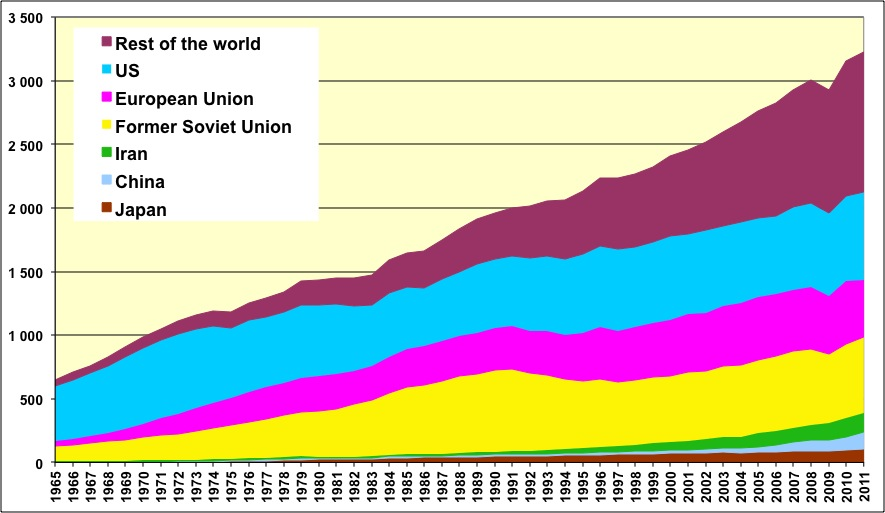 3 500
3 000
2 500
2 000
1 500
1 000
500
0
Rest of the world
US
European Union
Former Soviet Union
Iran
China
Japan
1965 1966 1967 1968 1969 1970 1971 1972 1973 1974 1975 1976 1977 1978 1979 1980 1981 1982 1983 1984 1985 1986 1987 1988 1989 1990 1991 1992 1993 1994 1995 1996 1997 1998 1999 2000 2001 2002 2003 2004 2005 2006 2007 2008 2009 2010 2011